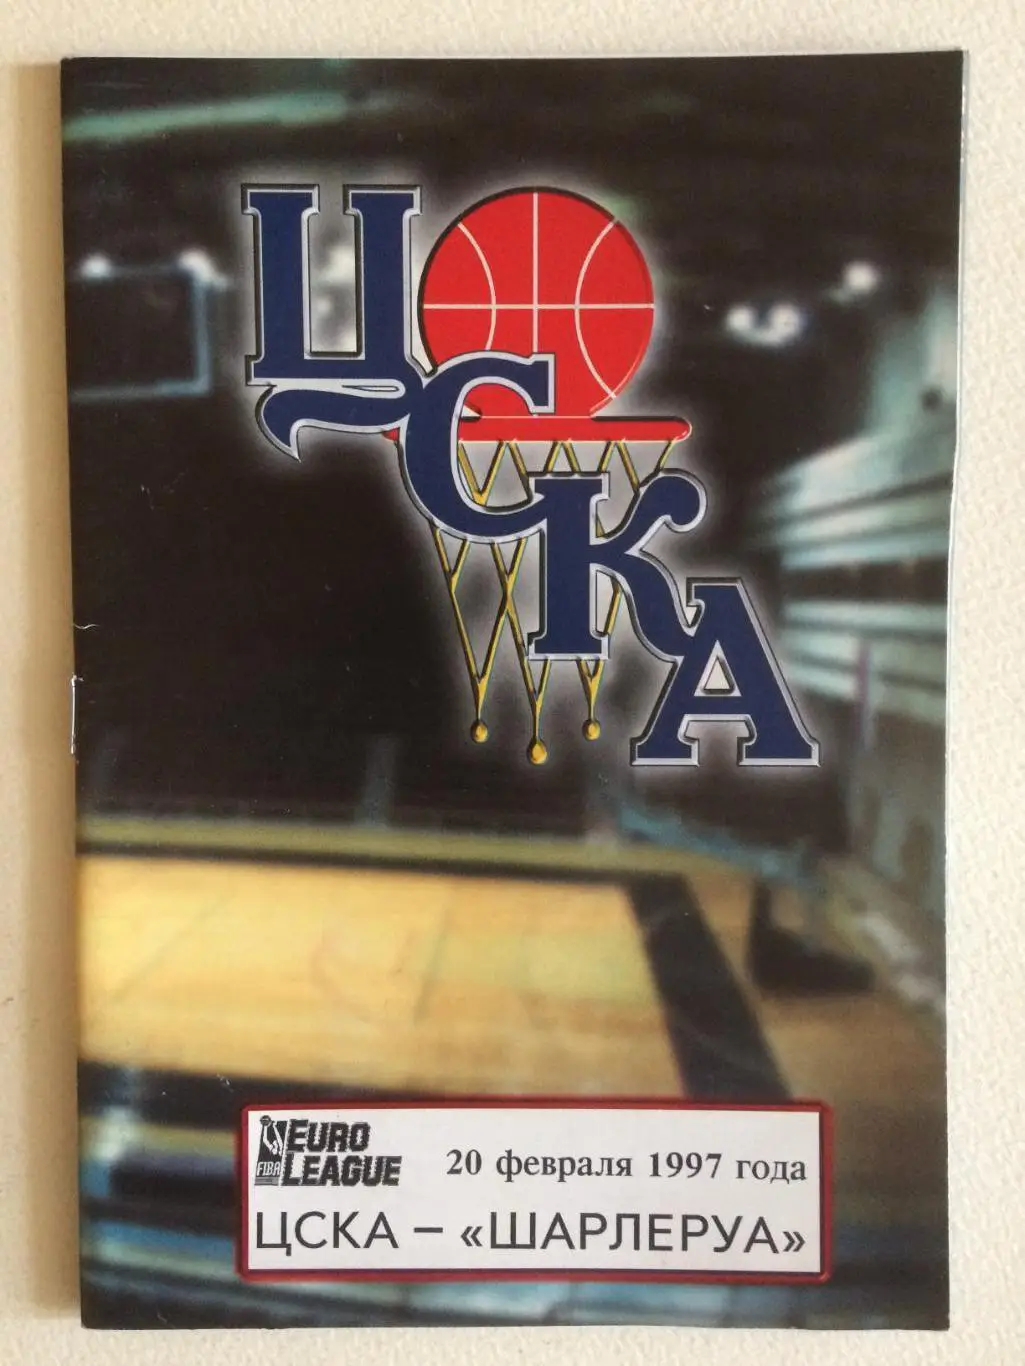 ЦСКА
EURO
LEAGUE
FIBA
20 февраля 1997 года
ЦСКА – «ШАРЛЕРУА»